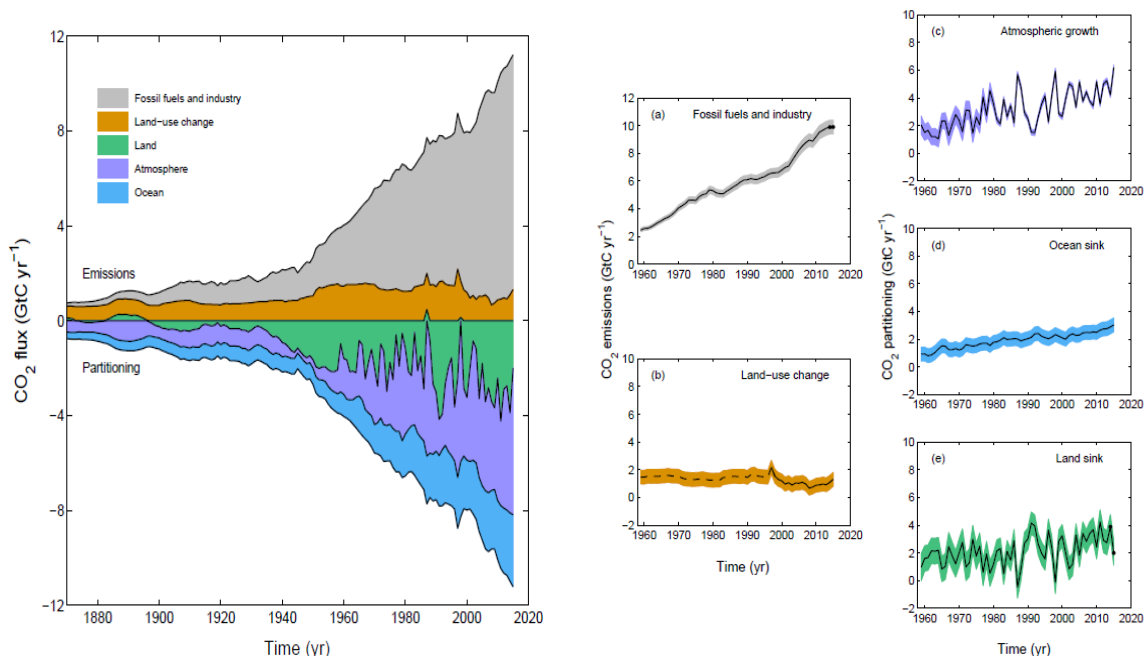 12
8
4
0
−4
−8
−12
CO2 flux (GtC yr−1)
Fossil fuels and industry
Land−use change
Land
Atmosphere
Ocean
Emissions
Partitioning
1880 1900 1920 1940 1960 1980 2000 2020
Time (yr)
CO2 emissions (GtC yr−1)
(a) Fossil fuels and industry
12
10
8
6
4
2
0
1960 1970 1980 1990 2000 2010 2020
(b) Land−use change
10
8
6
4
2
0
−2
1960 1970 1980 1990 2000 2010 2020
Time (yr)
CO2 partitioning (GtC yr−1)
(c) Atmospheric growth
10
8
6
4
2
0
−2
1960 1970 1980 1990 2000 2010 2020
(d) Ocean sink
10
8
6
4
2
0
−2
1960 1970 1980 1990 2000 2010 2020
(e) Land sink
10
8
6
4
2
0
−2
1960 1970 1980 1990 2000 2010 2020
Time (yr)